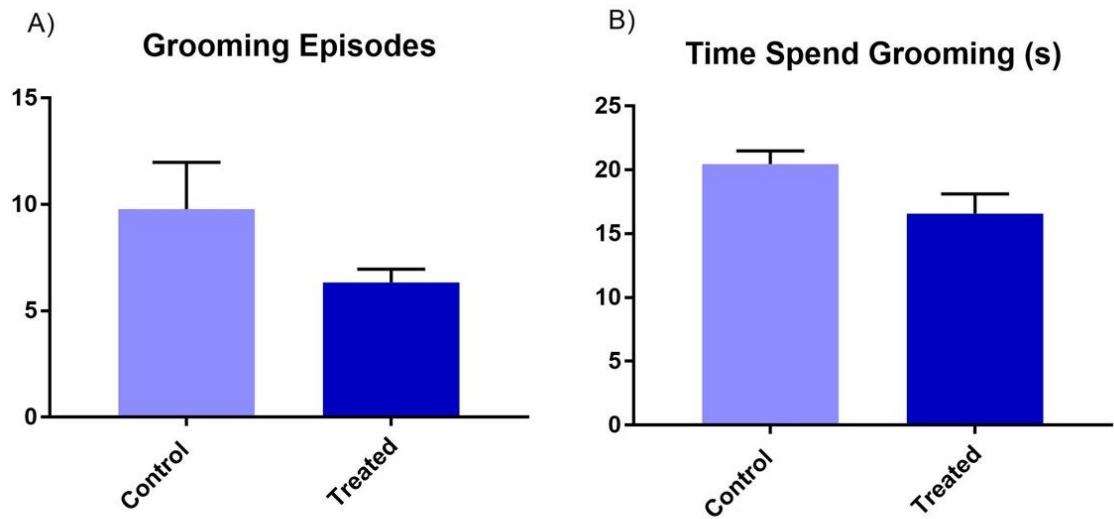 A)
Grooming Episodes
15
10
5
0
Control
Treated
B)
Time Spend Grooming (s)
25
20
15
10
5
0
Control
Treated